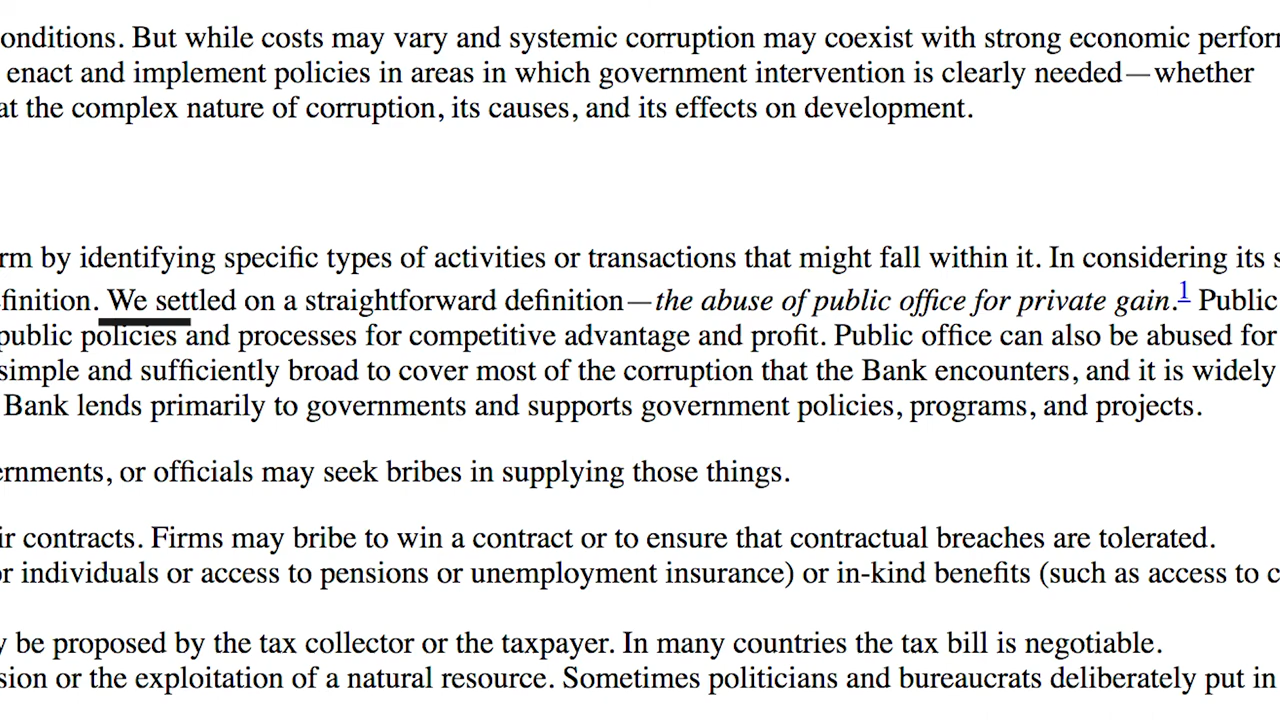 onditions. But while costs may vary and systemic corruption may coexist with strong economic perfor
enact and implement policies in areas in which government intervention is clearly needed—whether
at the complex nature of corruption, its causes, and its effects on development.
rm by identifying specific types of activities or transactions that might fall within it. In considering its s
finition. We settled on a straightforward definition—the abuse of public office for private gain.1 Public
public policies and processes for competitive advantage and profit. Public office can also be abused for
simple and sufficiently broad to cover most of the corruption that the Bank encounters, and it is widely
Bank lends primarily to governments and supports government policies, programs, and projects.
ernments, or officials may seek bribes in supplying those things.
ir contracts. Firms may bribe to win a contract or to ensure that contractual breaches are tolerated.
or individuals or access to pensions or unemployment insurance) or in-kind benefits (such as access to c
y be proposed by the tax collector or the taxpayer. In many countries the tax bill is negotiable.
sion or the exploitation of a natural resource. Sometimes politicians and bureaucrats deliberately put in